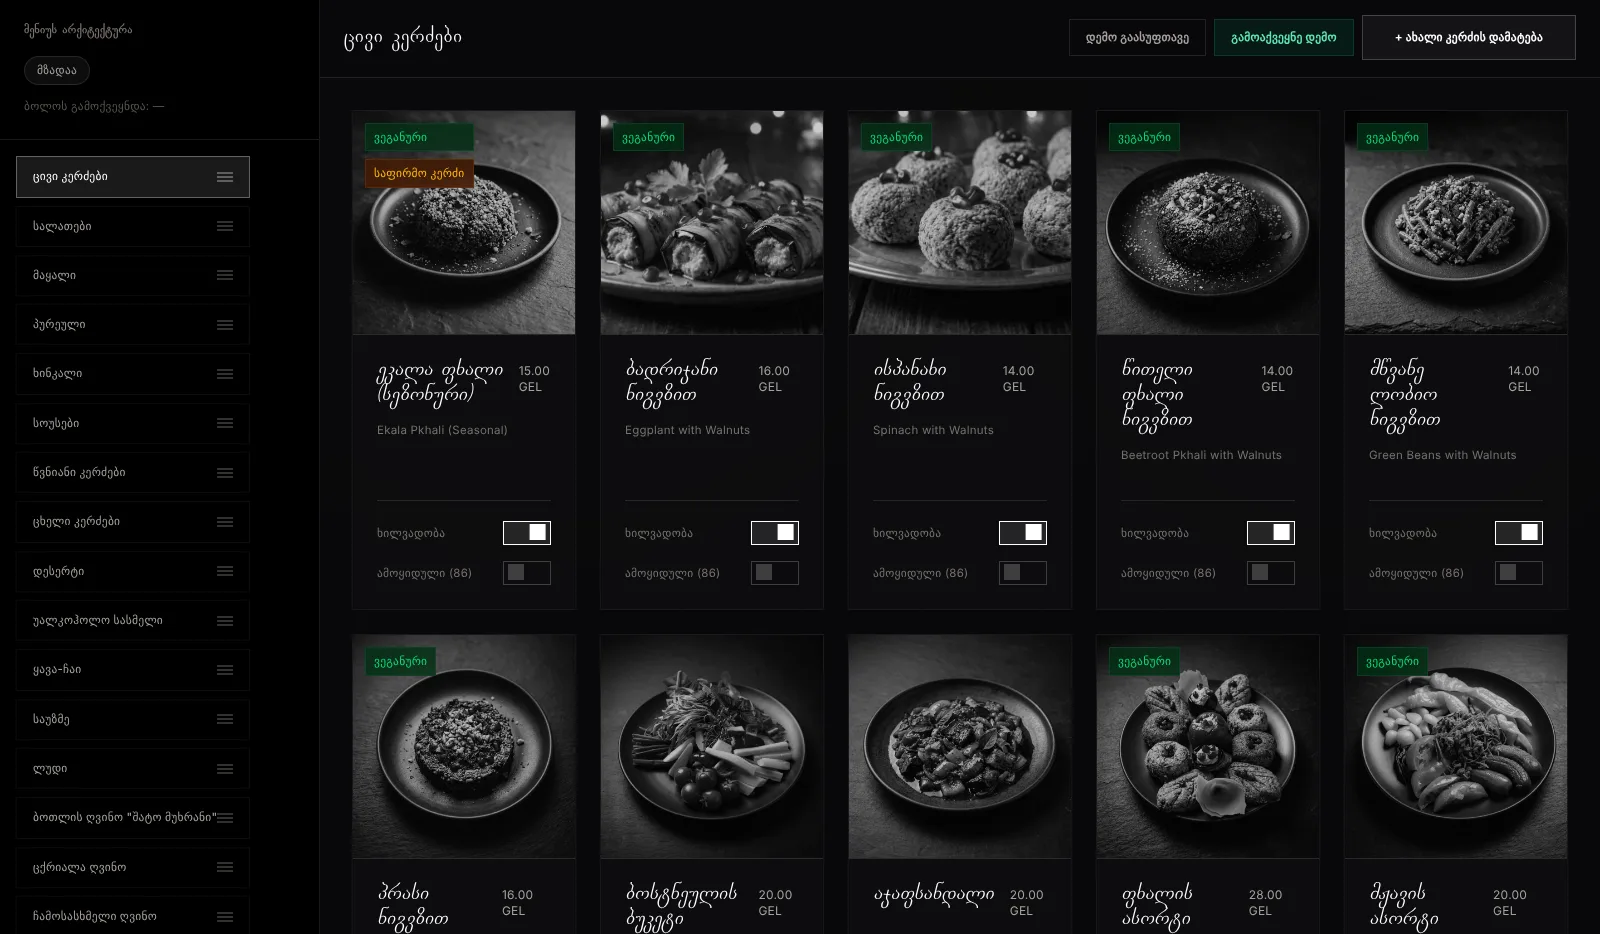 მენიუს არქიტექტურა
მზადაა
ბოლოს გამოქვეყნდა: —
ცივი კერძები
სალათები
მაყალი
პურეული
ხინკალი
სოუსები
წვნიანი კერძები
ცხელი კერძები
დესერტი
უალკოჰოლო სასმელი
ყავა-ჩაი
საუზმე
ლუდი
ბოთლის ღვინო "შატო მუხრანი"
ცქრიალა ღვინო
ჩამოსასხმელი ღვინო
ცივი კერძები
დემო გაასუფთავე
გამოაქვეყნე დემო
+ ახალი კერძის დამატება
ვეგანური
საფირმო კერძი
ეკალა ფხალი
(სეზონური)
15.00
GEL
Ekala Pkhali (Seasonal)
ხილვადობა
ამოყიდული (86)
ვეგანური
ბადრიჯანი
ნიგვზით
16.00
GEL
Eggplant with Walnuts
ხილვადობა
ამოყიდული (86)
ვეგანური
ისპანახი
ნიგვზით
14.00
GEL
Spinach with Walnuts
ხილვადობა
ამოყიდული (86)
ვეგანური
წითელი
ფხალი
ნიგვზით
14.00
GEL
Beetroot Pkhali with Walnuts
ხილვადობა
ამოყიდული (86)
ვეგანური
მწვანე
ლობიო
ნიგვზით
14.00
GEL
Green Beans with Walnuts
ხილვადობა
ამოყიდული (86)
ვეგანური
პრასი
ნიგვზით
16.00
GEL
ბოსტნეულის
ბუკეტი
20.00
GEL
აჯაფსანდალი
20.00
GEL
ვეგანური
ფხალის
ასორტი
28.00
GEL
ვეგანური
მჟავის
ასორტი
20.00
GEL